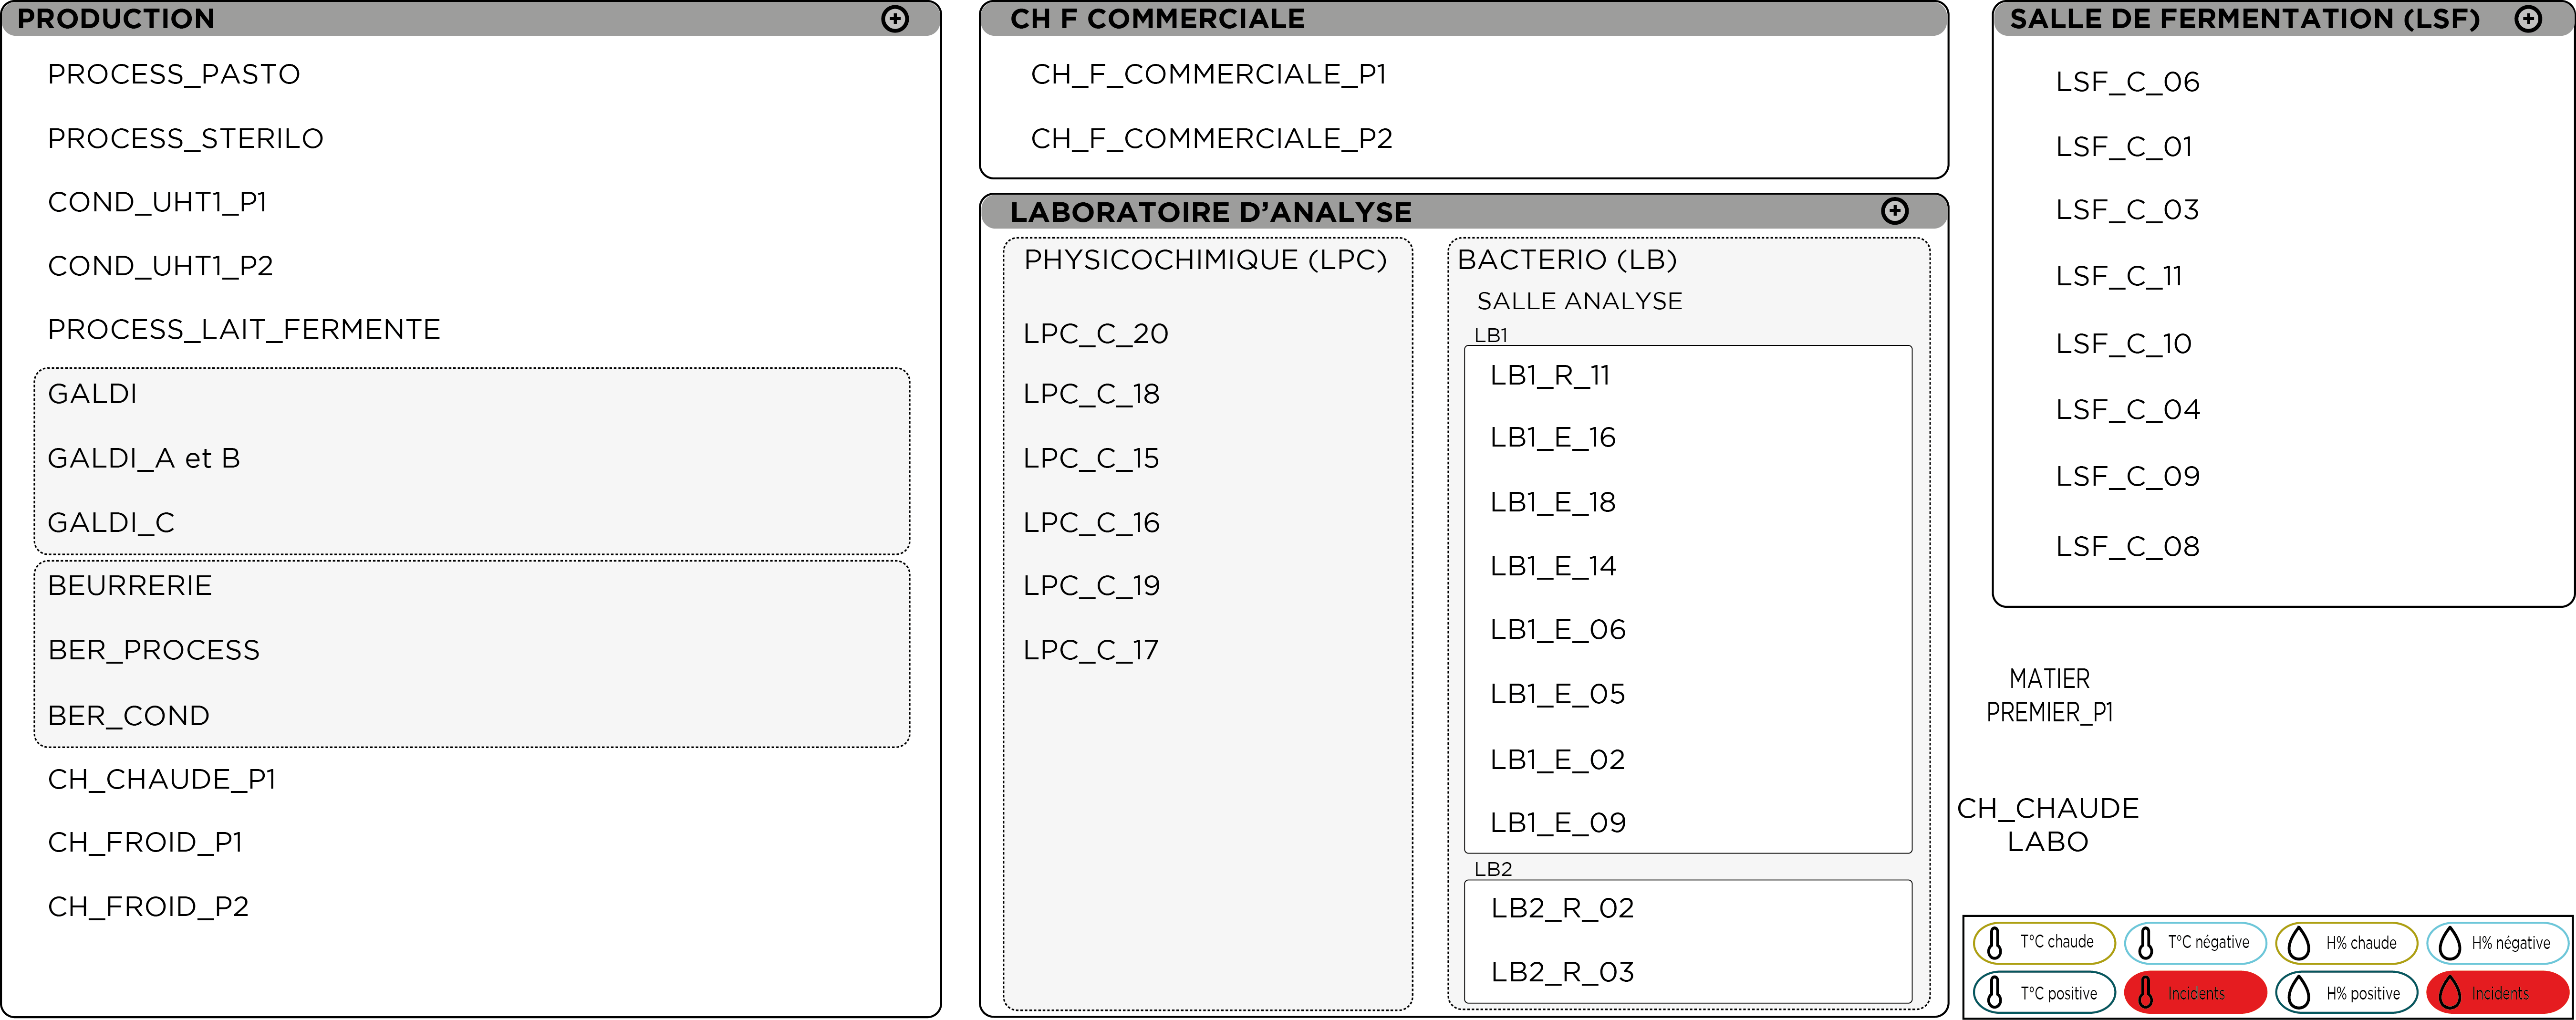 PRODUCTION
PROCESS_PASTO
PROCESS_STERILO
COND_UHT1_P1
COND_UHT1_P2
PROCESS_LAIT_FERMENTE
GALDI
GALDI_A et B
GALDI_C
BEURRERIE
BER_PROCESS
BER_COND
CH_CHAUDE_P1
CH_FROID_P1
CH_FROID_P2
CH F COMMERCIALE
CH_F_COMMERCIALE_P1
CH_F_COMMERCIALE_P2
LABORATOIRE D’ANALYSE
PHYSICOCHIMIQUE (LPC)
LPC_C_20
LPC_C_18
LPC_C_15
LPC_C_16
LPC_C_19
LPC_C_17
BACTERIO (LB)
SALLE ANALYSE
LB1
LB1_R_11
LB1_E_16
LB1_E_18
LB1_E_14
LB1_E_06
LB1_E_05
LB1_E_02
LB1_E_09
LB2
LB2_R_02
LB2_R_03
SALLE DE FERMENTATION (LSF)
LSF_C_06
LSF_C_01
LSF_C_03
LSF_C_11
LSF_C_10
LSF_C_04
LSF_C_09
LSF_C_08
MATIER
PREMIER_P1
CH_CHAUDE
LABO
T°C chaude
T°C négative
H% chaude
H% négative
T°C positive
Incidents
H% positive
Incidents